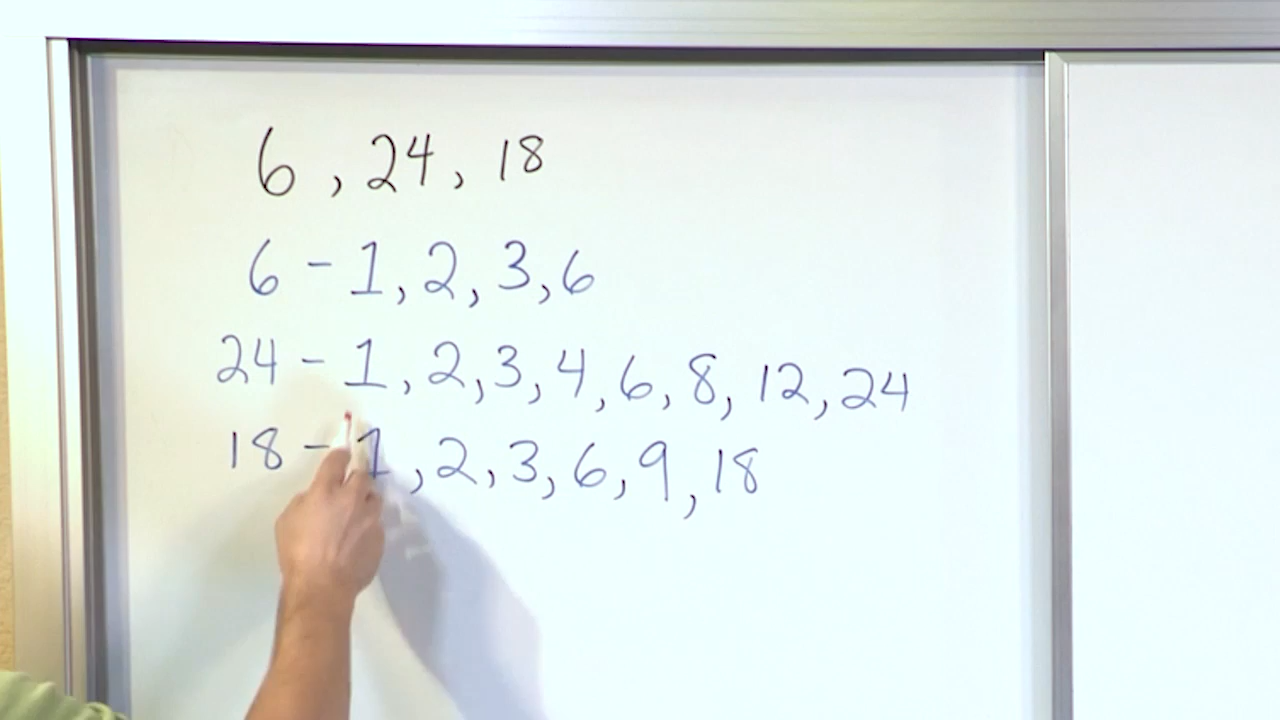 6, 24, 18
6 - 1, 2, 3, 6
24 - 1, 2, 3, 4, 6, 8, 12, 24
18 - 1, 2, 3, 6, 9, 18